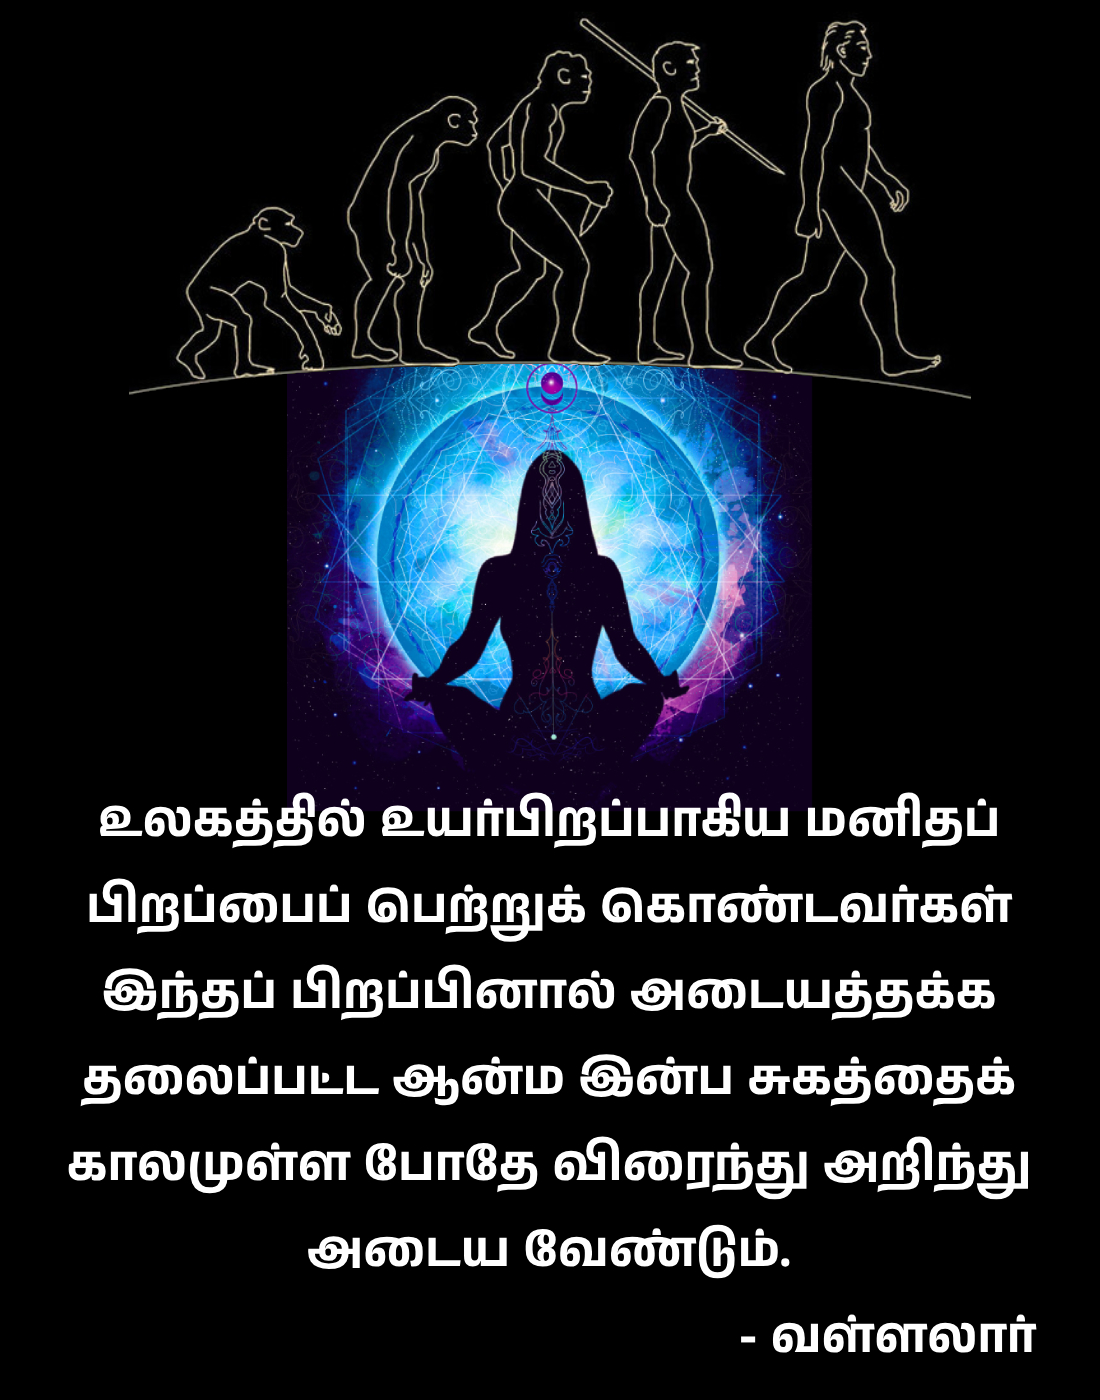 உலகத்தில் உயர்பிறப்பாகிய மனிதப்
பிறப்பைப் பெற்றுக் கொண்டவர்கள்
இந்தப் பிறப்பினால் அடையத்தக்க
தலைப்பட்ட ஆன்ம இன்ப சுகத்தைக்
காலமுள்ள போதே விரைந்து அறிந்து
அடைய வேண்டும்.
- வள்ளலார்